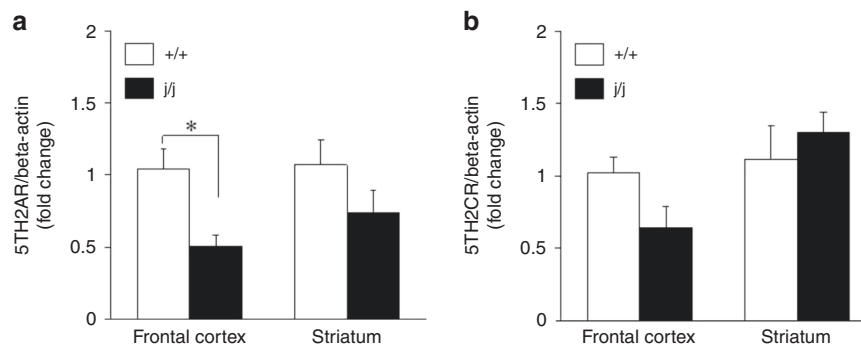 a
5TH2AR/beta-actin
(fold change)
2
1.5
1
0.5
0
+/+
j/j
*
Frontal cortex
Striatum
b
5TH2CR/beta-actin
(fold change)
2
1.5
1
0.5
0
+/+
j/j
Frontal cortex
Striatum